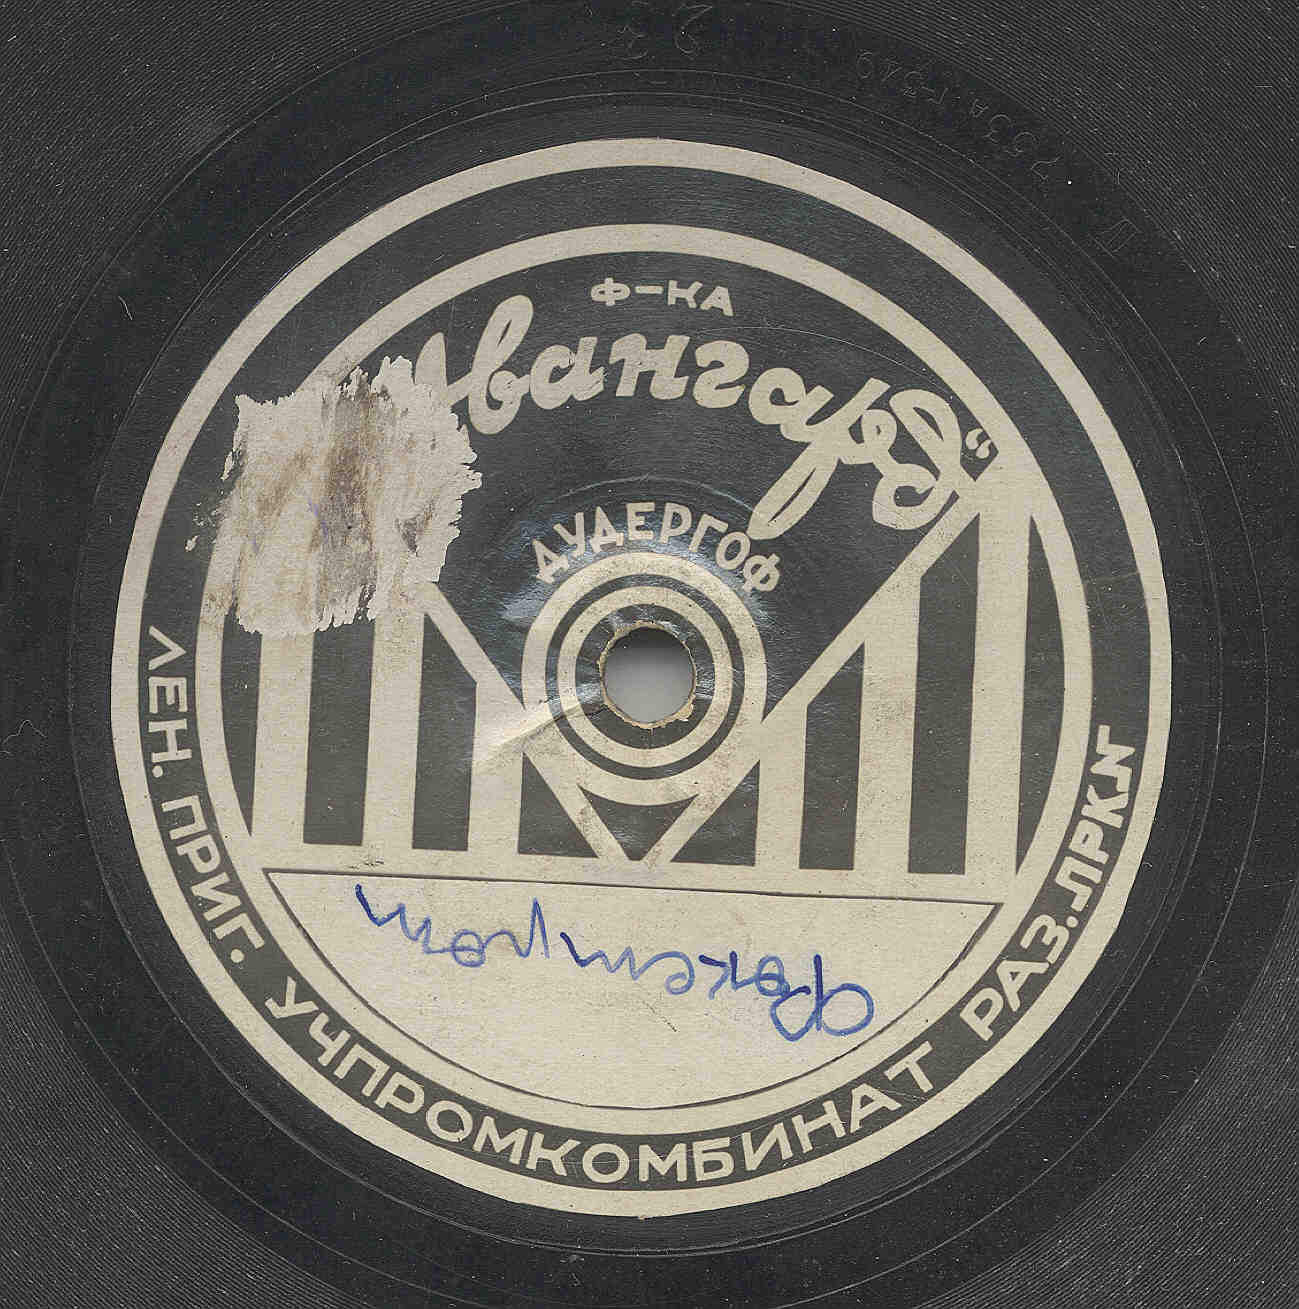 Ф-КА
Авангард“
ДУДЕРГОФ
Фокстрот
ЛЕН. ПРИГ. УЧПРОМКОМБИНАТ РАЗ. ЛРК №